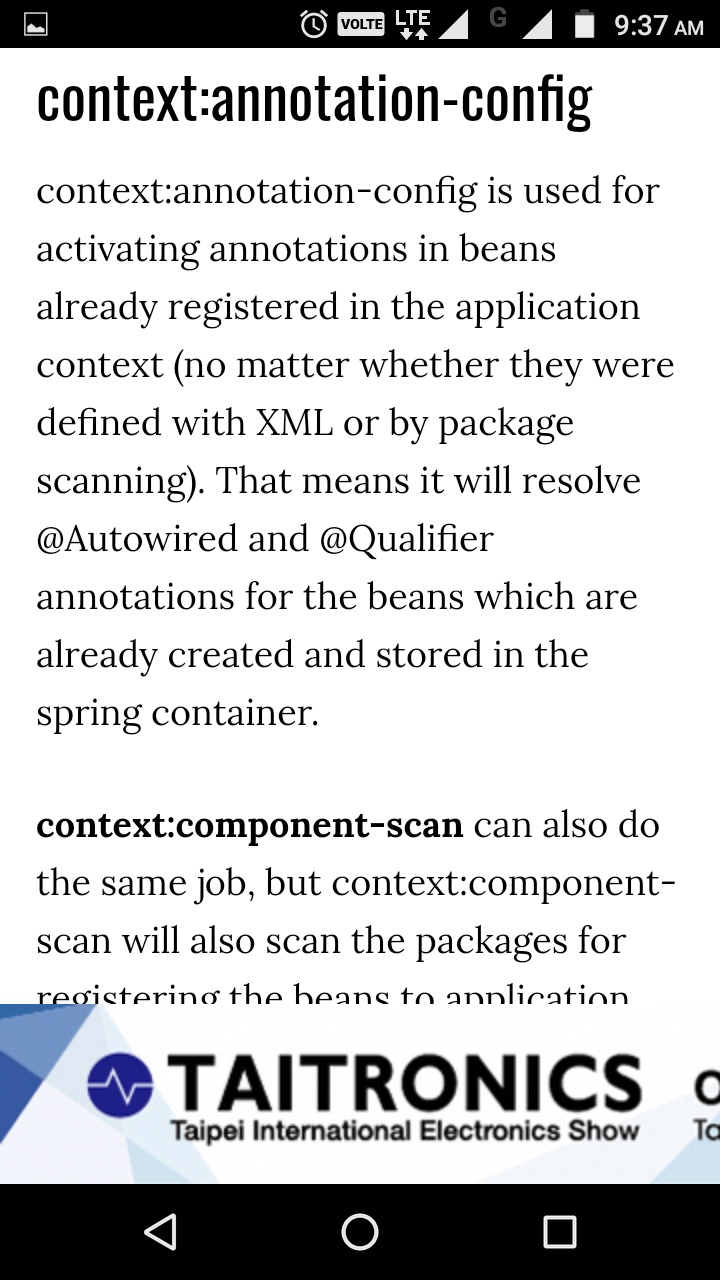 VOLTE LTE G 9:37 AM
context:annotation-config
context:annotation-config is used for
activating annotations in beans
already registered in the application
context (no matter whether they were
defined with XML or by package
scanning). That means it will resolve
@Autowired and @Qualifier
annotations for the beans which are
already created and stored in the
spring container.
context:component-scan can also do
the same job, but context:component-
scan will also scan the packages for
registering the beans to application
TAITRONICS
Taipei International Electronics Show